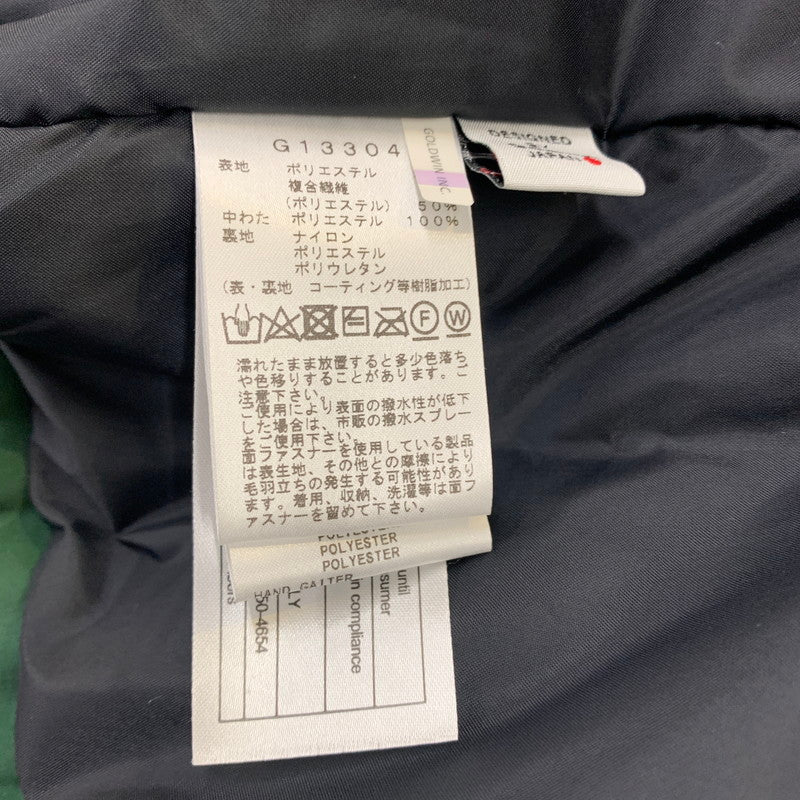 G13304
表地 ポリエステル
複合繊維
(ポリエステル) 50%
中わた ポリエステル 100%
裏地 ナイロン
ポリエステル
ポリウレタン
(表・裏地 コーティング等樹脂加工)
F W
濡れたまま放置すると多少色落ち
や色移りすることがあります。ご
注意下さい。
ご使用により表面の撥水性が低下
した場合は、市販の撥水スプレー
をご使用下さい。
面ファスナーを使用している製品
は表生地、その他との摩擦により
毛羽立ちの発生する可能性があり
ます。着用、収納、洗濯等は面フ
ァスナーを留めて下さい。
GOLDWIN INC.
DESIGNED
JAPAN
POLYESTER
POLYESTER
POLYESTER
HAND GAITER
until
sumer
in compliance
LY
50-4654